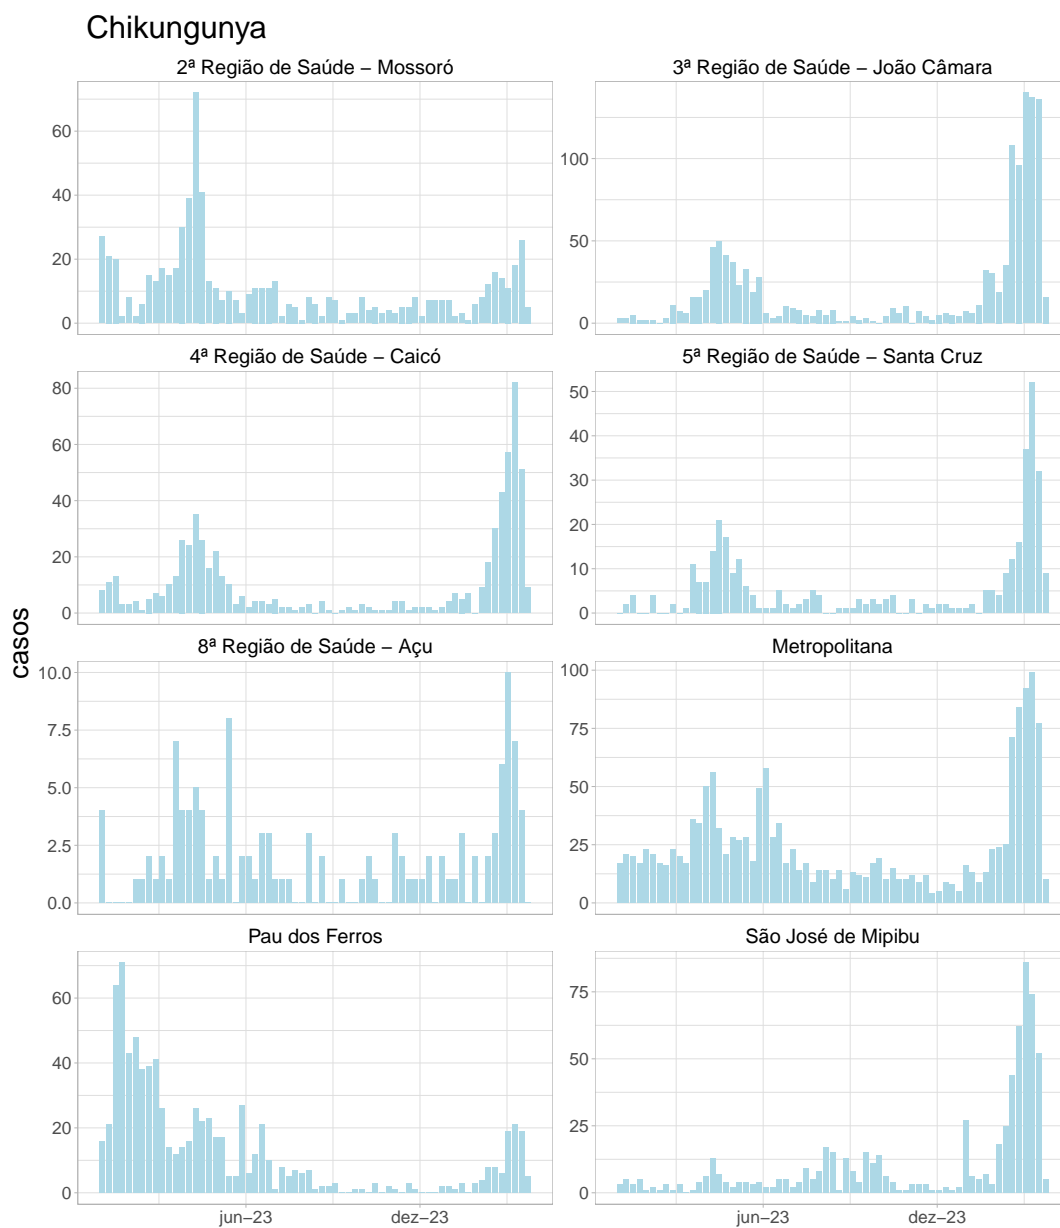 Chikungunya
2ª Região de Saúde – Mossoró
3ª Região de Saúde – João Câmara
60
40
20
0
100
50
0
4ª Região de Saúde – Caicó
5ª Região de Saúde – Santa Cruz
80
60
40
20
0
50
40
30
20
10
0
casos
8ª Região de Saúde – Açu
Metropolitana
10.0
7.5
5.0
2.5
0.0
100
75
50
25
0
Pau dos Ferros
São José de Mipibu
60
40
20
0
75
50
25
0
jun–23
dez–23
jun–23
dez–23